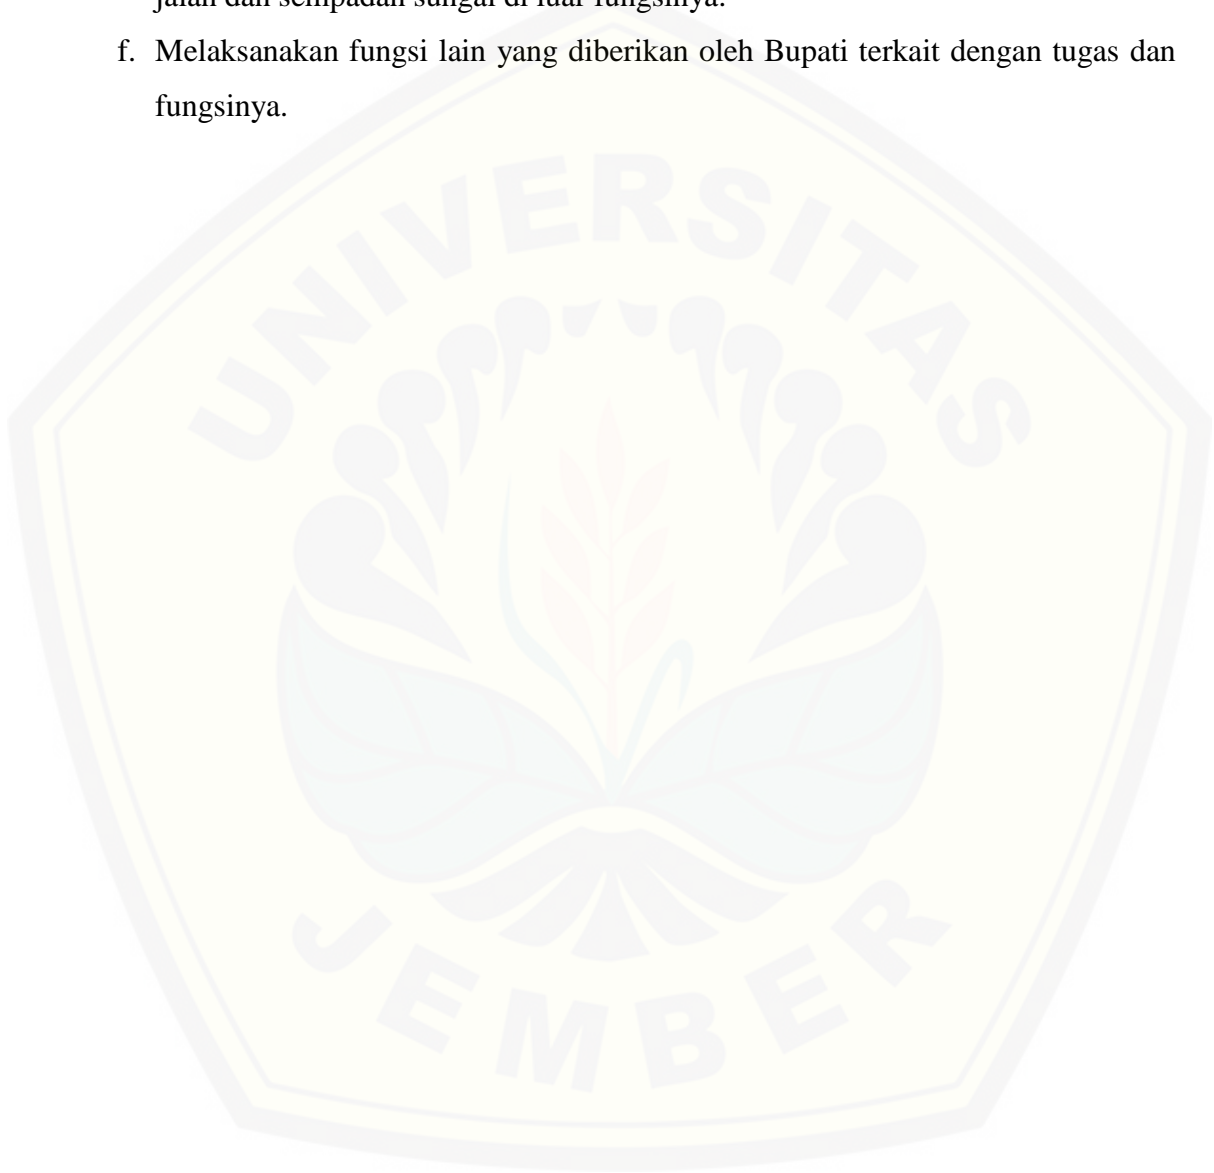 jalan dan sempadan sungai di luar fungsinya.
f. Melaksanakan fungsi lain yang diberikan oleh Bupati terkait dengan tugas dan
fungsinya.
UNIVERSITAS
JEMBER